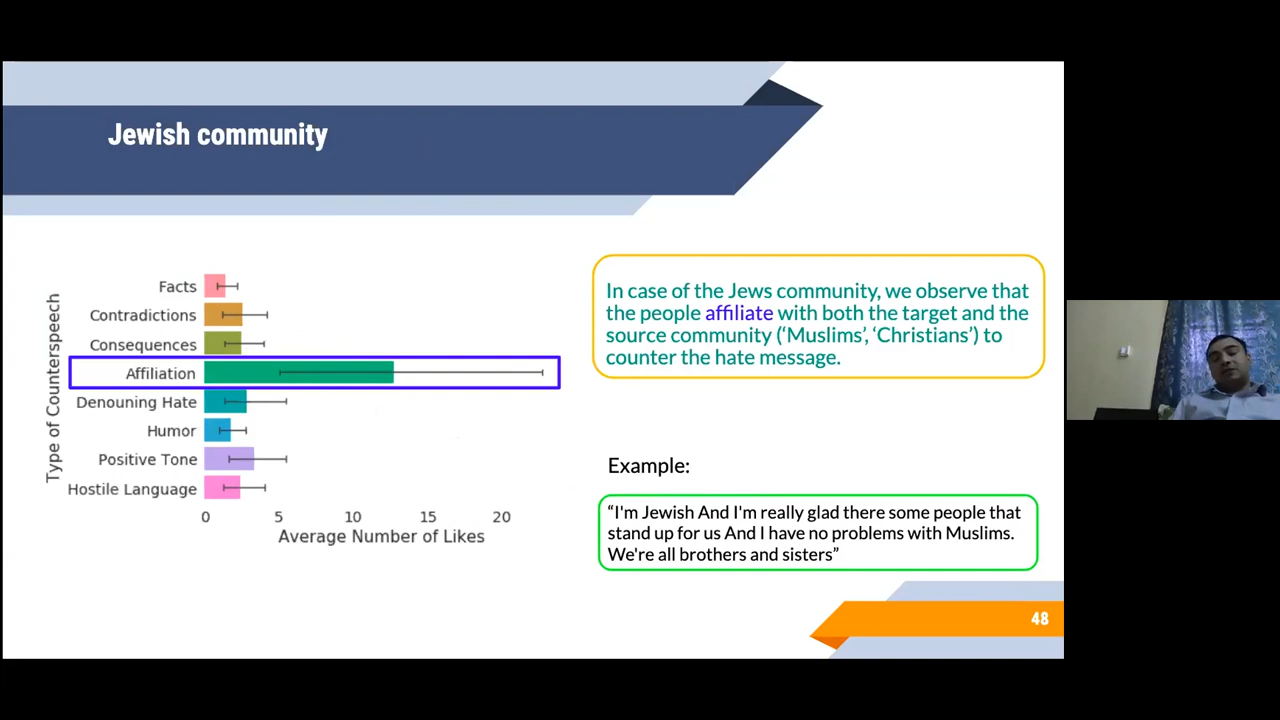 Jewish community
Type of Counterspeech
Facts
Contradictions
Consequences
Affiliation
Denouning Hate
Humor
Positive Tone
Hostile Language
0 5 10 15 20
Average Number of Likes
In case of the Jews community, we observe that
the people affiliate with both the target and the
source community (‘Muslims’, ‘Christians’) to
counter the hate message.
Example:
“I'm Jewish And I'm really glad there some people that
stand up for us And I have no problems with Muslims.
We're all brothers and sisters”
48